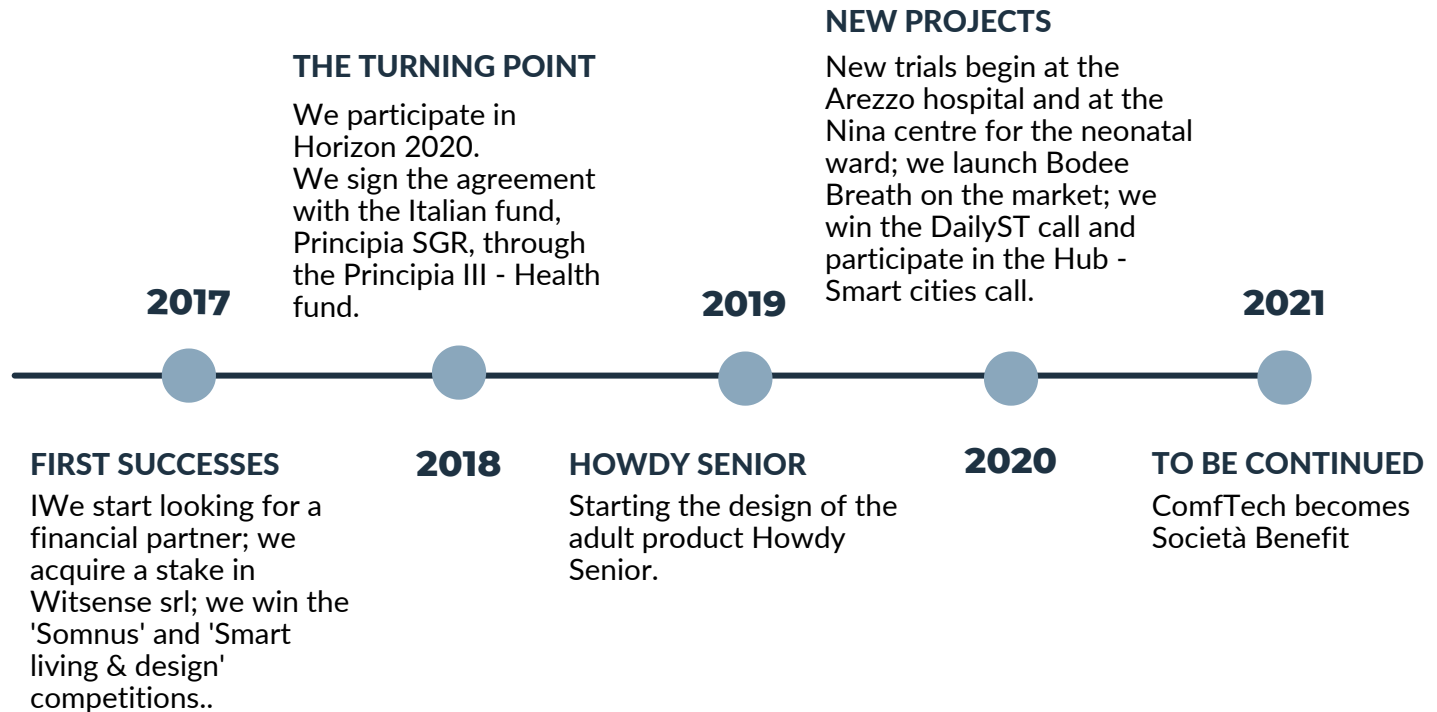 2017
FIRST SUCCESSES
IWe start looking for a
financial partner; we
acquire a stake in
Witsense srl; we win the
'Somnus' and 'Smart
living & design'
competitions..
THE TURNING POINT
We participate in
Horizon 2020.
We sign the agreement
with the Italian fund,
Principia SGR, through
the Principia III - Health
fund.
2018
2019
HOWDY SENIOR
Starting the design of the
adult product Howdy
Senior.
NEW PROJECTS
New trials begin at the
Arezzo hospital and at the
Nina centre for the neonatal
ward; we launch Bodee
Breath on the market; we
win the DailyST call and
participate in the Hub -
Smart cities call.
2020
2021
TO BE CONTINUED
ComfTech becomes
Società Benefit